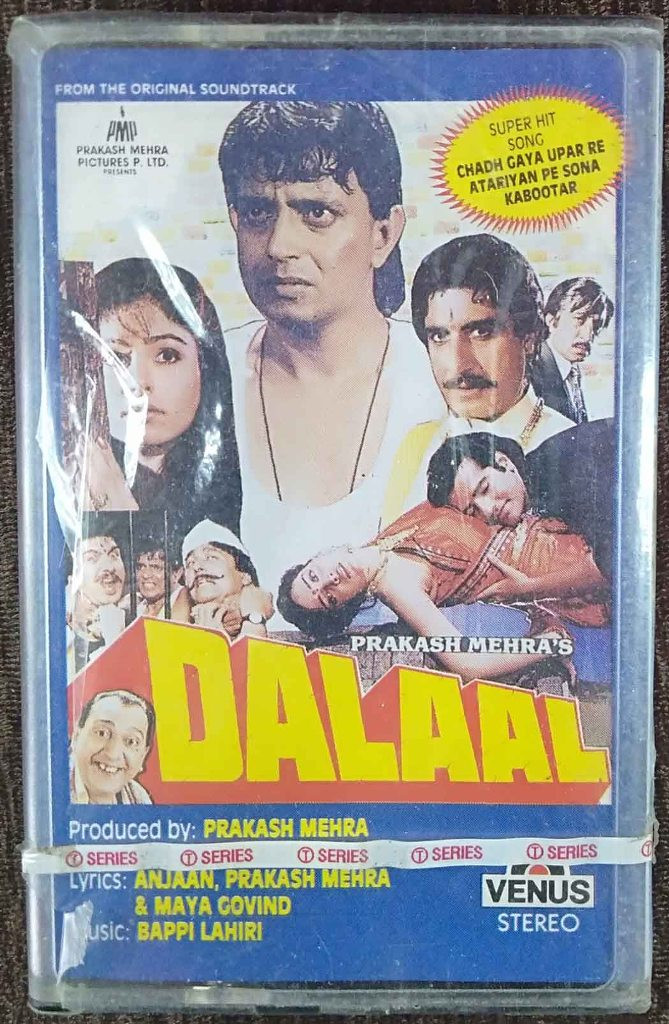 FROM THE ORIGINAL SOUNDTRACK
PMP
PRAKASH MEHRA
PICTURES P. LTD.
PRESENTS
SUPER HIT
SONG
CHADH GAYA UPAR RE
ATARIYAN PE SONA
KABOOTAR
PRAKASH MEHRA'S
DALAAL
Produced by: PRAKASH MEHRA
T SERIES T SERIES T SERIES T SERIES T SERIES T
Lyrics: ANJAAN, PRAKASH MEHRA
& MAYA GOVIND
Music: BAPPI LAHIRI
VENUS
STEREO